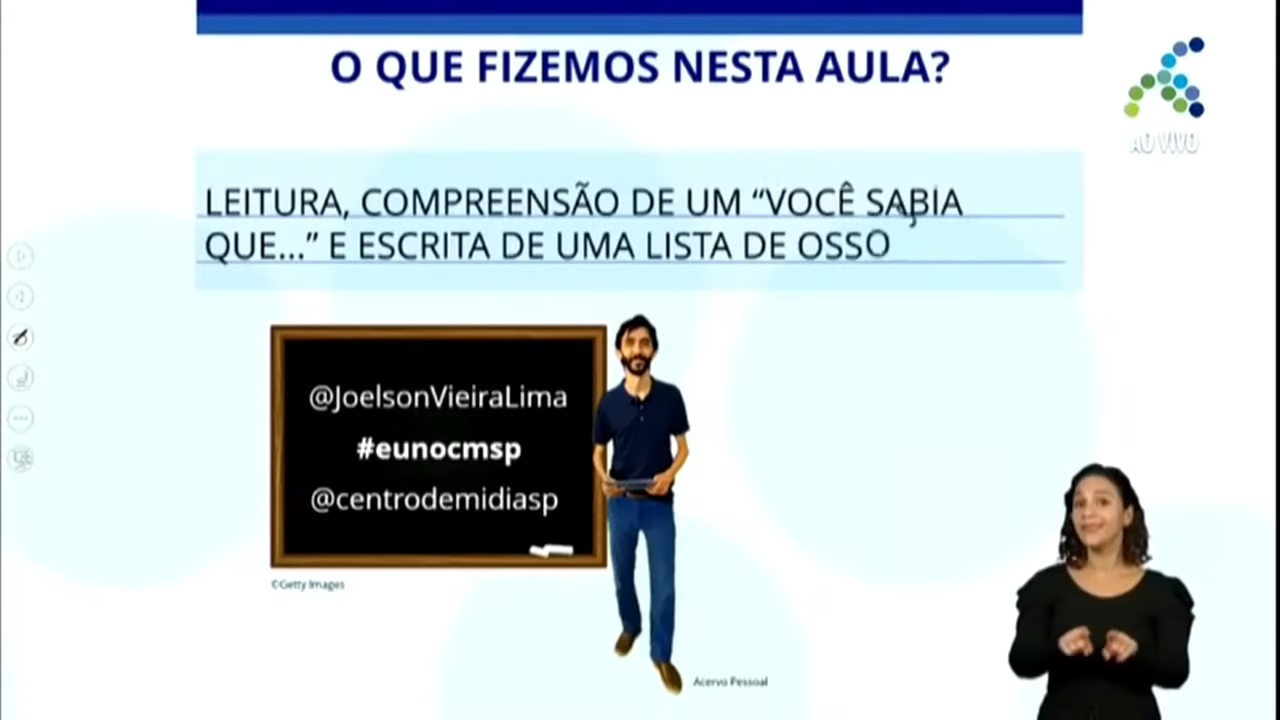 O QUE FIZEMOS NESTA AULA?
AO VIVO
LEITURA, COMPREENSÃO DE UM “VOCÊ SABIA
QUE...” E ESCRITA DE UMA LISTA DE OSSO
@JoelsonVieiraLima
#eunocmsp
@centrodemidiasp
©Getty Images
Acervo Pessoal